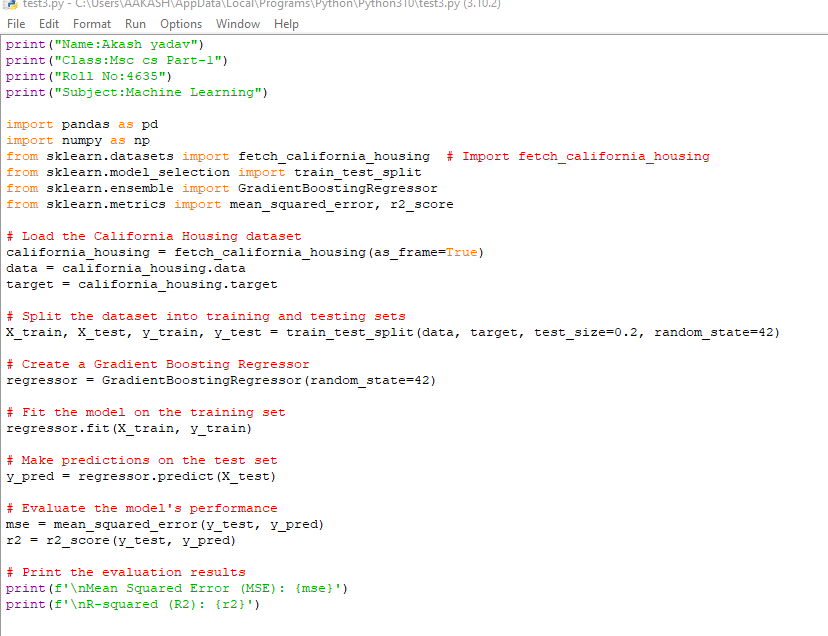 test3.py - C:\Users\AAKASH\AppData\Local\Programs\Python\Python310\test3.py (3.10.2)
File Edit Format Run Options Window Help
print("Name:Akash yadav")
print("Class:Msc cs Part-1")
print("Roll No:4635")
print("Subject:Machine Learning")

import pandas as pd
import numpy as np
from sklearn.datasets import fetch_california_housing  # Import fetch_california_housing
from sklearn.model_selection import train_test_split
from sklearn.ensemble import GradientBoostingRegressor
from sklearn.metrics import mean_squared_error, r2_score

# Load the California Housing dataset
california_housing = fetch_california_housing(as_frame=True)
data = california_housing.data
target = california_housing.target

# Split the dataset into training and testing sets
X_train, X_test, y_train, y_test = train_test_split(data, target, test_size=0.2, random_state=42)

# Create a Gradient Boosting Regressor
regressor = GradientBoostingRegressor(random_state=42)

# Fit the model on the training set
regressor.fit(X_train, y_train)

# Make predictions on the test set
y_pred = regressor.predict(X_test)

# Evaluate the model's performance
mse = mean_squared_error(y_test, y_pred)
r2 = r2_score(y_test, y_pred)

# Print the evaluation results
print(f'\nMean Squared Error (MSE): {mse}')
print(f'\nR-squared (R2): {r2}')